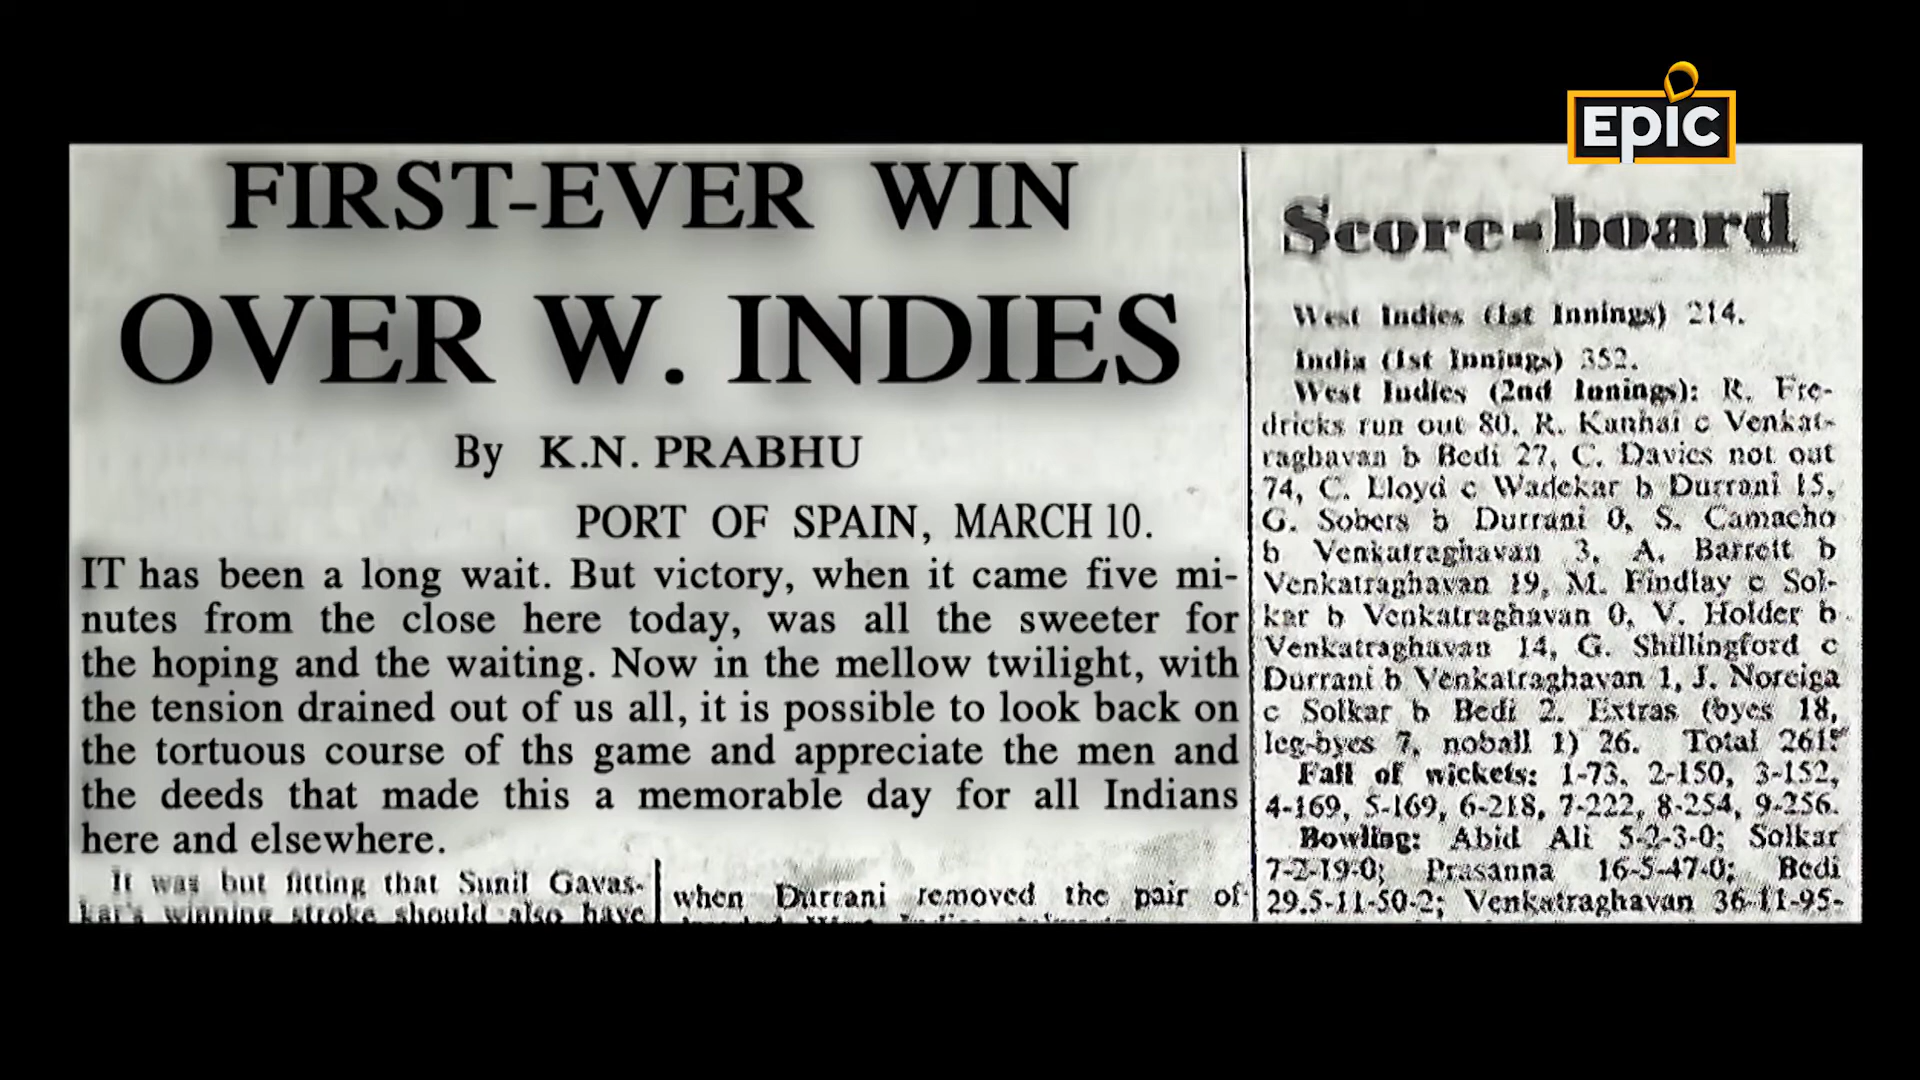 EPIC
FIRST-EVER WIN
OVER W. INDIES
By K.N. PRABHU
PORT OF SPAIN, MARCH 10.
IT has been a long wait. But victory, when it came five mi-
nutes from the close here today, was all the sweeter for
the hoping and the waiting. Now in the mellow twilight, with
the tension drained out of us all, it is possible to look back on
the tortuous course of ths game and appreciate the men and
the deeds that made this a memorable day for all Indians
here and elsewhere.
It was but fitting that Sunil Gavas-
kar's winning stroke should also have
when Durrani removed the pair of
Score-board
West Indies (1st Innings) 214.
India (1st Innings) 352.
West Indies (2nd Innings): R. Fre-
dricks run out 80, R. Kanhai c Venkat-
raghavan b Bedi 27, C. Davies not out
74, C. Lloyd c Wadekar b Durrani 15,
G. Sobers b Durrani 0, S. Camacho
b Venkatraghavan 3, A. Barrett b
Venkatraghavan 19, M. Findlay c Sol-
kar b Venkatraghavan 0, V. Holder b
Venkatraghavan 14, G. Shillingford c
Durrani b Venkatraghavan 1, J. Noreiga
c Solkar b Bedi 2. Extras (byes 18,
leg-byes 7, noball 1) 26. Total 261.
Fall of wickets: 1-73, 2-150, 3-152,
4-169, 5-169, 6-218, 7-222, 8-254, 9-256.
Bowling: Abid Ali 5-2-3-0; Solkar
7-2-19-0; Prasanna 16-5-47-0; Bedi
29.5-11-50-2; Venkatraghavan 36-11-95-